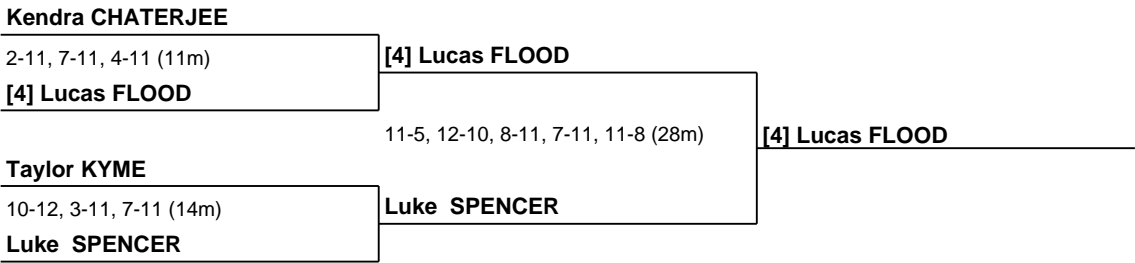 Kendra CHATERJEE
2-11, 7-11, 4-11 (11m)
[4] Lucas FLOOD
[4] Lucas FLOOD
11-5, 12-10, 8-11, 7-11, 11-8 (28m)
[4] Lucas FLOOD
Taylor KYME
10-12, 3-11, 7-11 (14m)
Luke SPENCER
Luke SPENCER